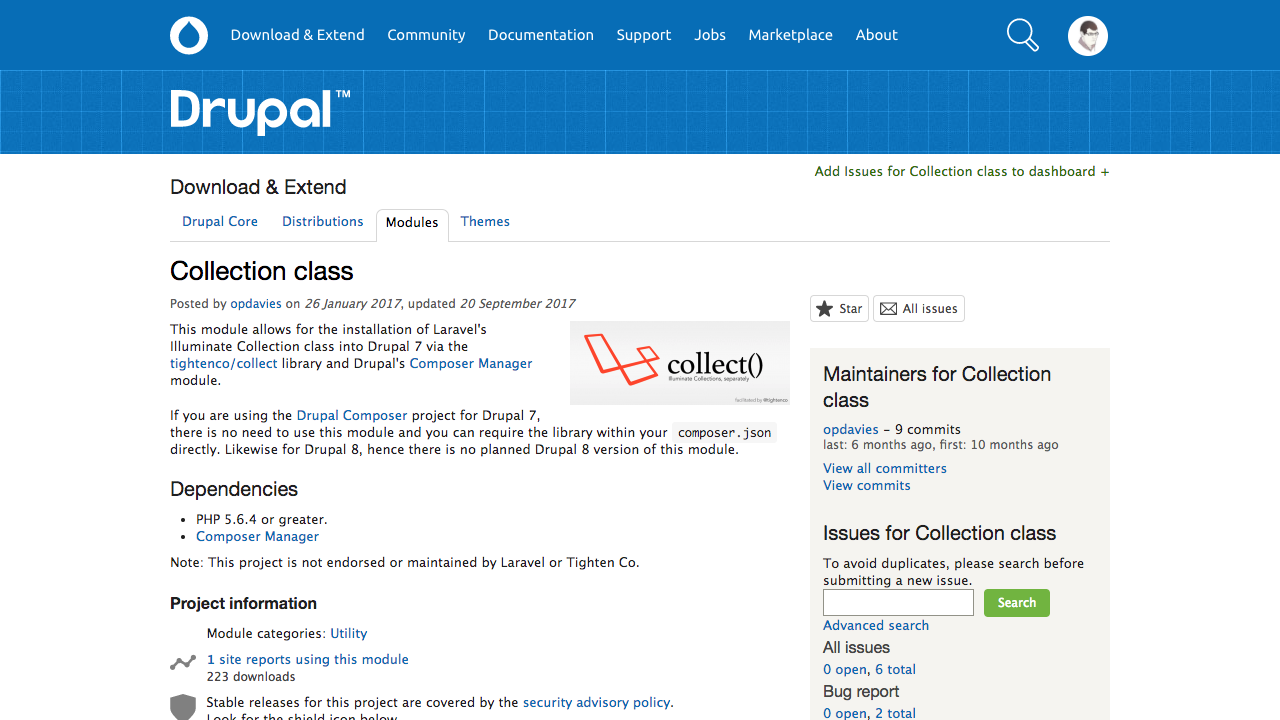 Download & Extend Community Documentation Support Jobs Marketplace About
Drupal™
Add Issues for Collection class to dashboard +
Download & Extend
Drupal Core Distributions Modules Themes
Collection class
Posted by opdavies on 26 January 2017, updated 20 September 2017
This module allows for the installation of Laravel's
Illuminate Collection class into Drupal 7 via the
tightenco/collect library and Drupal's Composer Manager
module.
collect()
Illuminate Collections, separately
facilitated by @tightenco
If you are using the Drupal Composer project for Drupal 7,
there is no need to use this module and you can require the library within your composer.json
directly. Likewise for Drupal 8, hence there is no planned Drupal 8 version of this module.
Dependencies
• PHP 5.6.4 or greater.
• Composer Manager
Note: This project is not endorsed or maintained by Laravel or Tighten Co.
Project information
Module categories: Utility
1 site reports using this module
223 downloads
Stable releases for this project are covered by the security advisory policy.
Look for the shield icon below.
Star All issues
Maintainers for Collection
class
opdavies – 9 commits
last: 6 months ago, first: 10 months ago
View all committers
View commits
Issues for Collection class
To avoid duplicates, please search before
submitting a new issue.
Search
Advanced search
All issues
0 open, 6 total
Bug report
0 open, 2 total